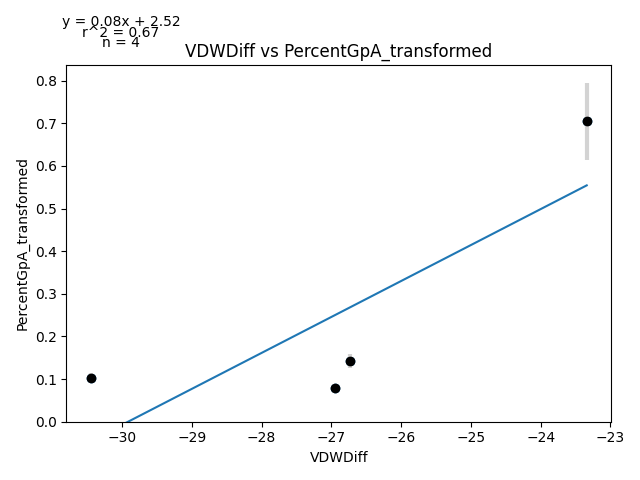 y = 0.08x + 2.52
r^2 = 0.67
n = 4
VDWDiff vs PercentGpA_transformed
0.8
0.7
0.6
0.5
0.4
0.3
0.2
0.1
0.0
PercentGpA_transformed
−30
−29
−28
−27
−26
−25
−24
−23
VDWDiff